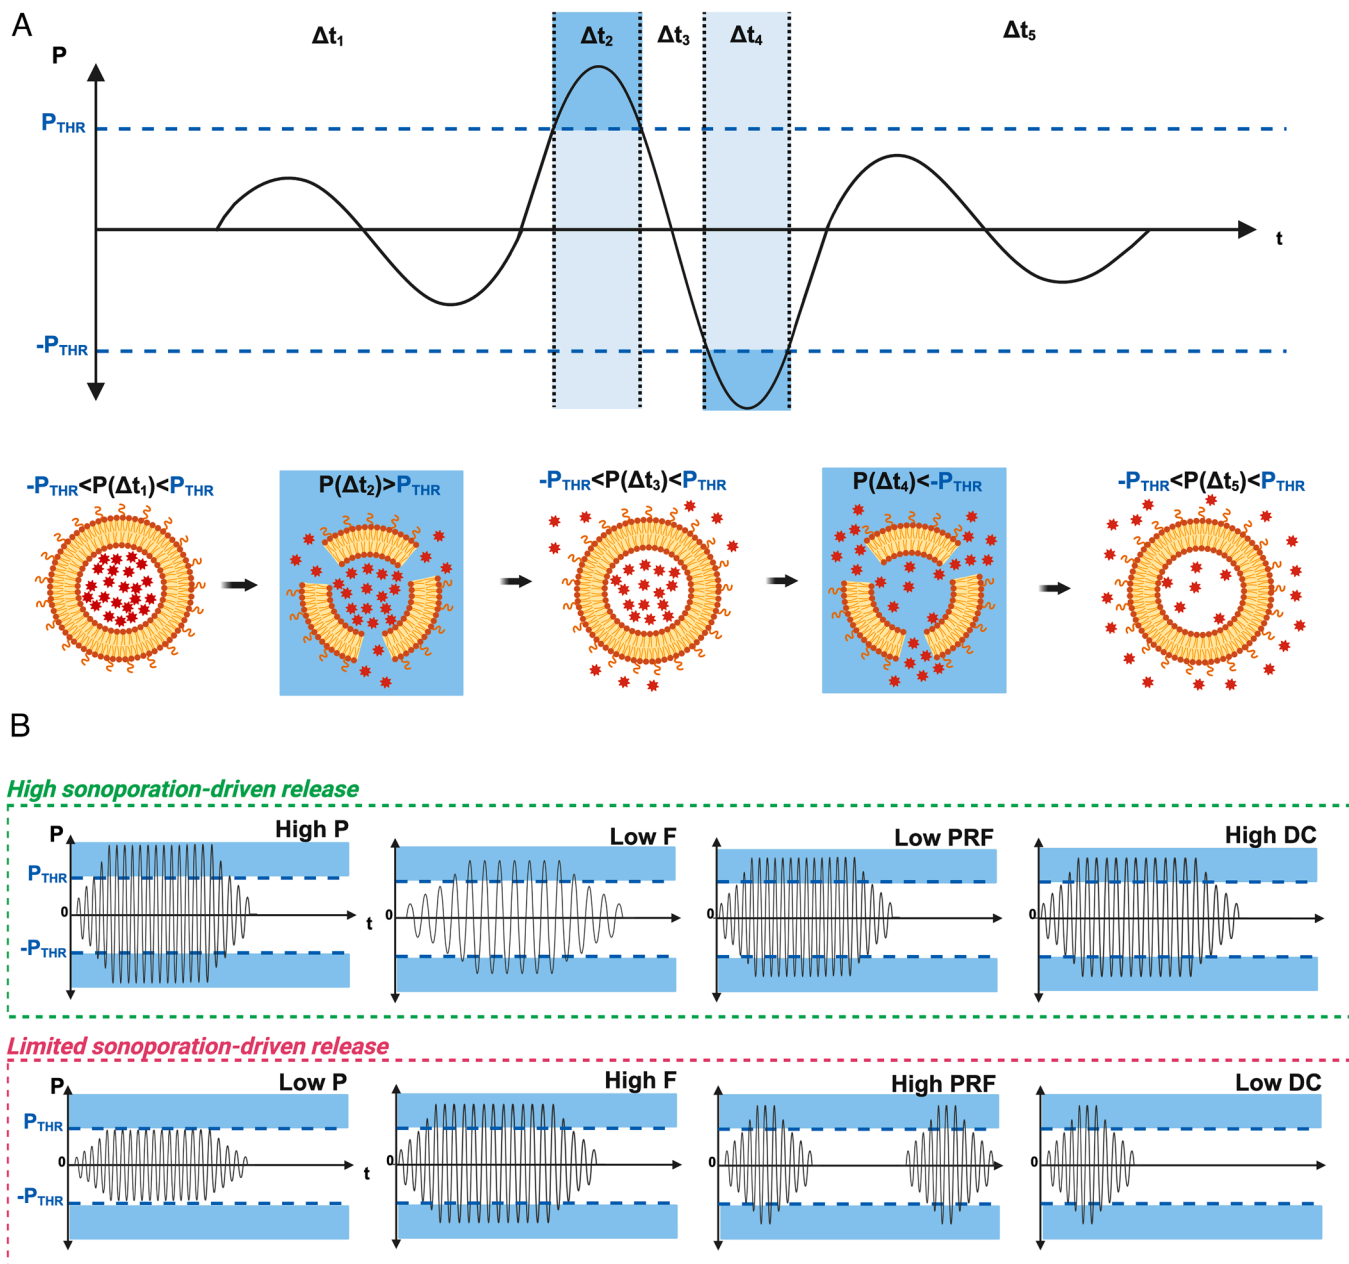 A
P
Δt₁
Δt₂
Δt₃
Δt₄
Δt₅
P_THR
t
-P_THR
-P_THR<P(Δt₁)<P_THR
P(Δt₂)>P_THR
-P_THR<P(Δt₃)<P_THR
P(Δt₄)<-P_THR
-P_THR<P(Δt₅)<P_THR
B
High sonoporation-driven release
P
High P
Low F
Low PRF
High DC
P_THR
0
t
0
0
0
-P_THR
Limited sonoporation-driven release
P
Low P
High F
High PRF
Low DC
P_THR
0
t
0
0
0
-P_THR